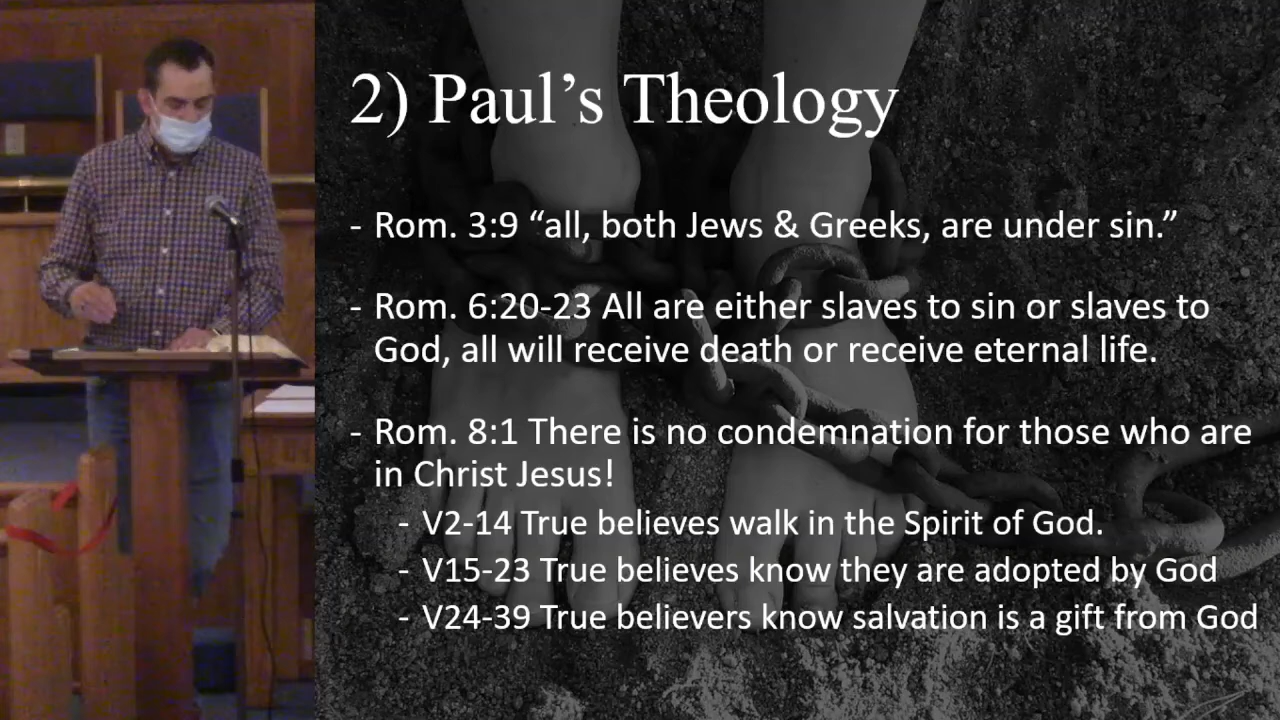 2) Paul’s Theology
- Rom. 3:9 “all, both Jews & Greeks, are under sin.”
- Rom. 6:20-23 All are either slaves to sin or slaves to
God, all will receive death or receive eternal life.
- Rom. 8:1 There is no condemnation for those who are
in Christ Jesus!
- V2-14 True believes walk in the Spirit of God.
- V15-23 True believes know they are adopted by God
- V24-39 True believers know salvation is a gift from God